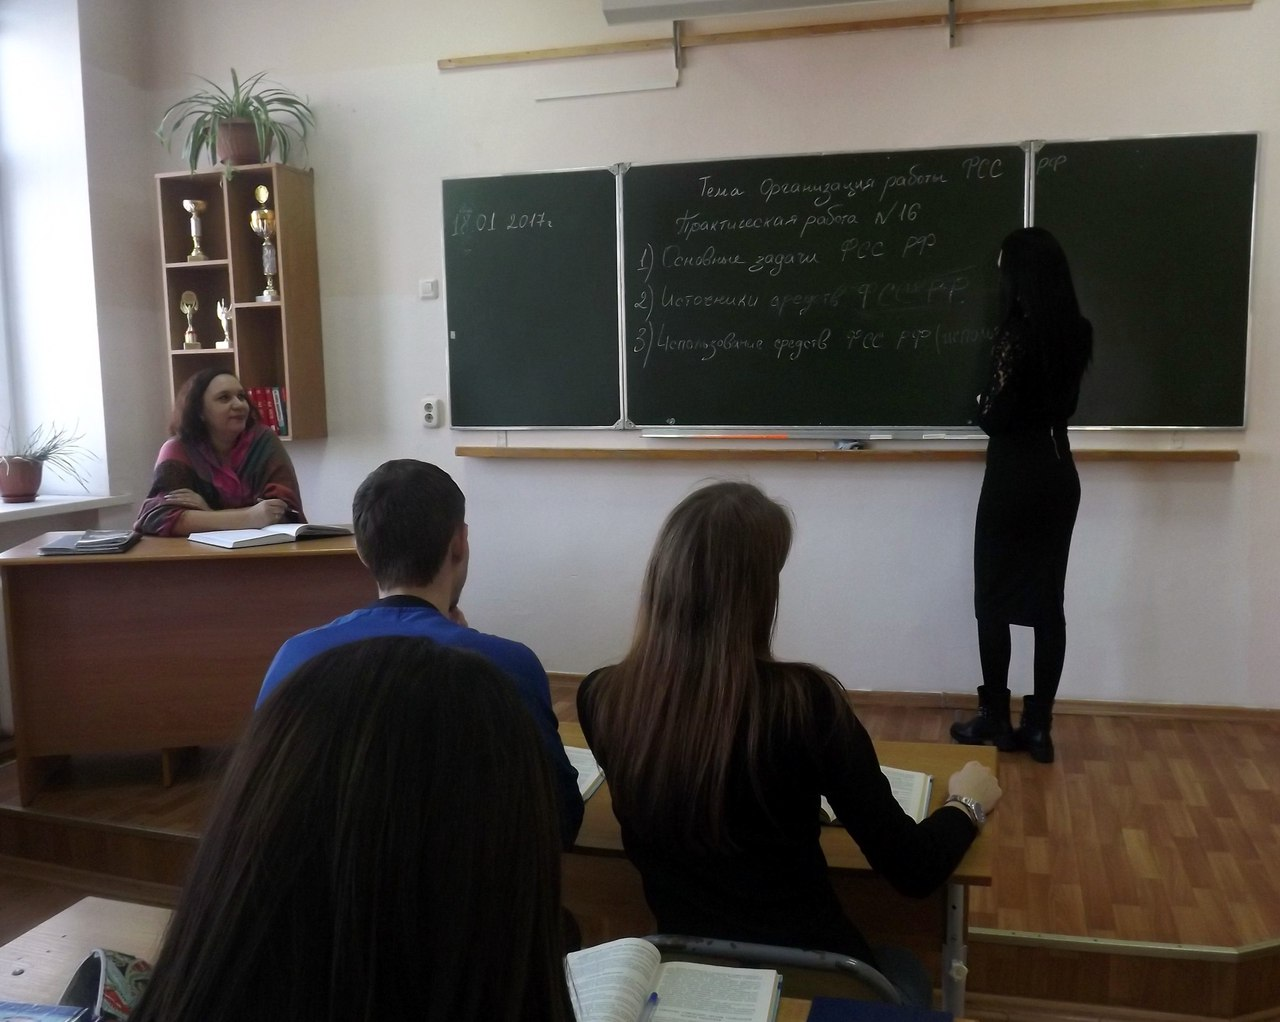 18 01 2017г
Тема Организация работы ФСС РФ
Практическая работа №16
1) Основные задачи ФСС РФ
2) Источники средств ФСС РФ
3) Использование средств ФСС РФ (